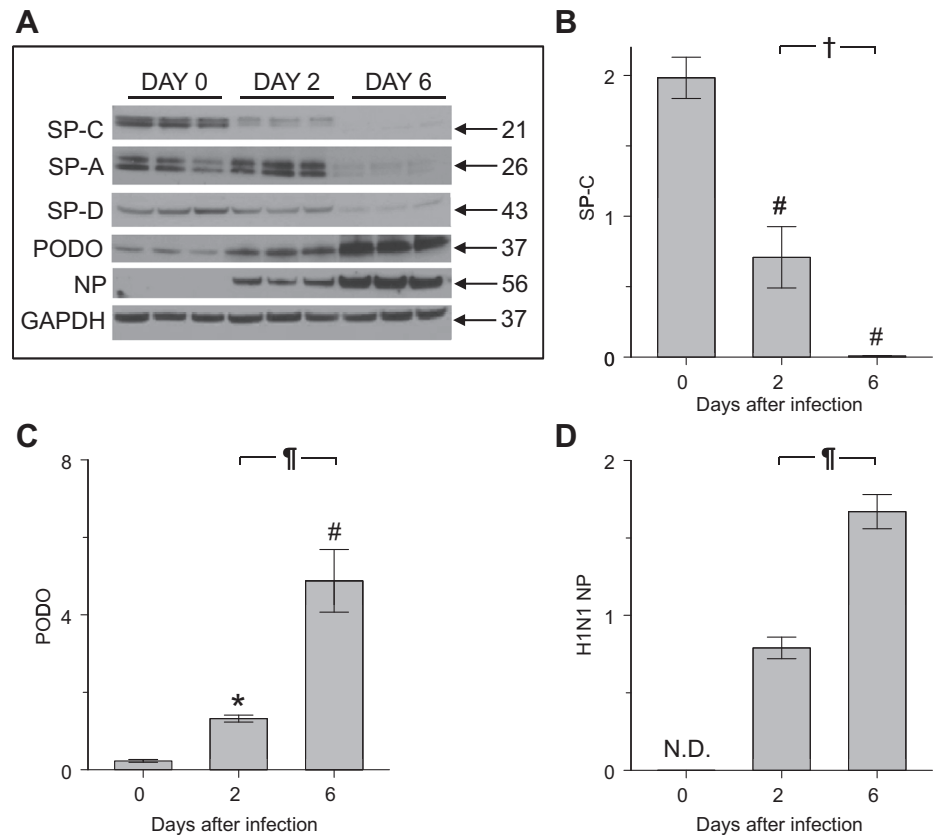 A
DAY 0 DAY 2 DAY 6
SP-C 21
SP-A 26
SP-D 43
PODO 37
NP 56
GAPDH 37
B
†
2
1
0
SP-C
#
#
0 2 6
Days after infection
C
¶
8
4
0
PODO
*
#
0 2 6
Days after infection
D
¶
2
1
0
H1N1 NP
N.D.
0 2 6
Days after infection